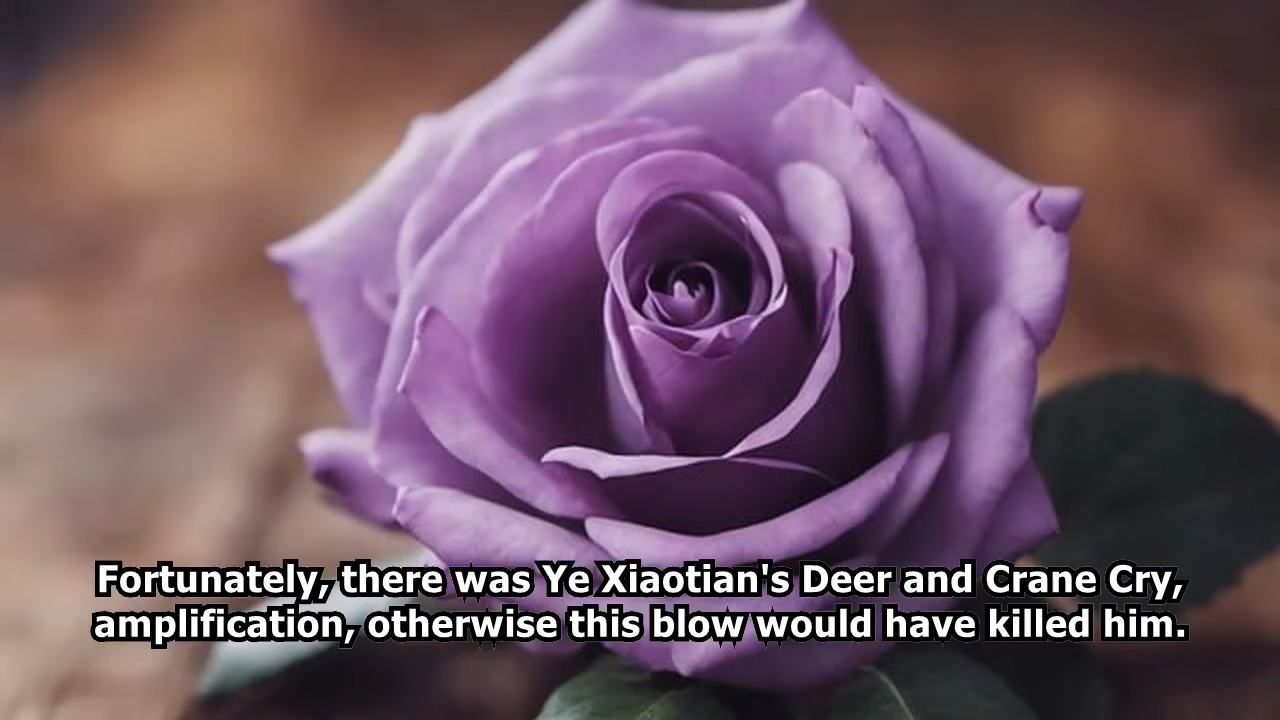 Fortunately, there was Ye Xiaotian's Deer and Crane Cry,
amplification, otherwise this blow would have killed him.